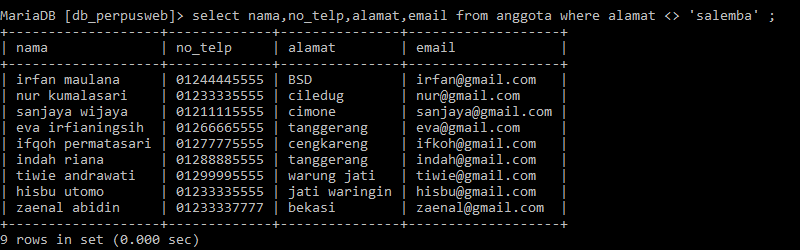 MariaDB [db_perpusweb]> select nama,no_telp,alamat,email from anggota where alamat <> 'salemba' ;
+-------------------+-------------+---------------+-------------------+
| nama              | no_telp     | alamat        | email             |
+-------------------+-------------+---------------+-------------------+
| irfan maulana     | 01244445555 | BSD           | irfan@gmail.com   |
| nur kumalasari    | 01233335555 | ciledug       | nur@gmail.com     |
| sanjaya wijaya    | 01211115555 | cimone        | sanjaya@gmail.com |
| eva irfianingsih  | 01266665555 | tanggerang    | eva@gmail.com     |
| ifqoh permatasari | 01277775555 | cengkareng    | ifkoh@gmail.com   |
| indah riana       | 01288885555 | tanggerang    | indah@gmail.com   |
| tiwie andrawati   | 01299995555 | warung jati   | tiwie@gmail.com   |
| hisbu utomo       | 01233335555 | jati waringin | hisbu@gmail.com   |
| zaenal abidin     | 01233337777 | bekasi        | zaenal@gmail.com  |
+-------------------+-------------+---------------+-------------------+
9 rows in set (0.000 sec)